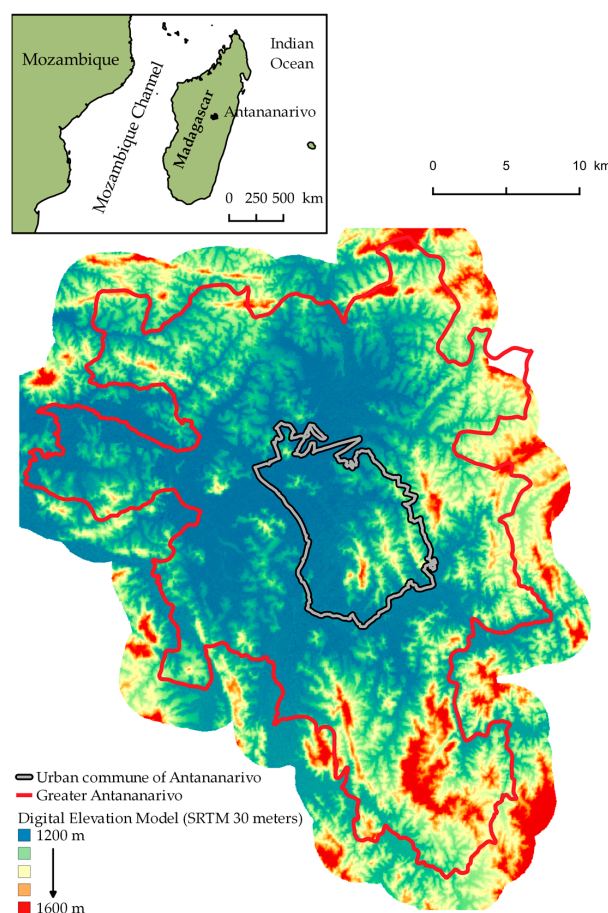 Mozambique
Indian
Ocean
Mozambique Channel
Madagascar
Antananarivo
0 250 500 km
0 5 10 km
Urban commune of Antananarivo
Greater Antananarivo
Digital Elevation Model (SRTM 30 meters)
1200 m
1600 m